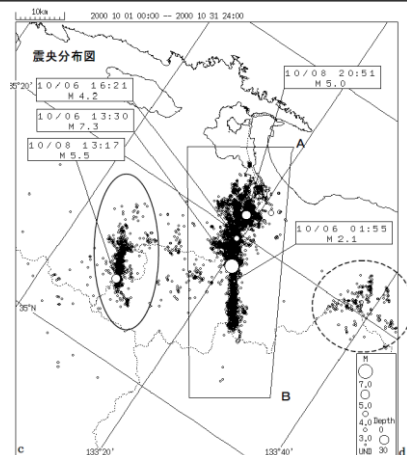 10km
2000 10 01 00:00 -- 2000 10 31 24:00
震央分布図
10/08 20:51
M 5.0
10/06 16:21
M 4.2
35°20'
10/06 13:30
M 7.3
10/08 13:17
M 5.5
A
10/06 01:55
M 2.1
35°N
B
M
7.0
5.0
4.0
3.0
UND
Depth
0
30
c
133°20'
133°40'
d